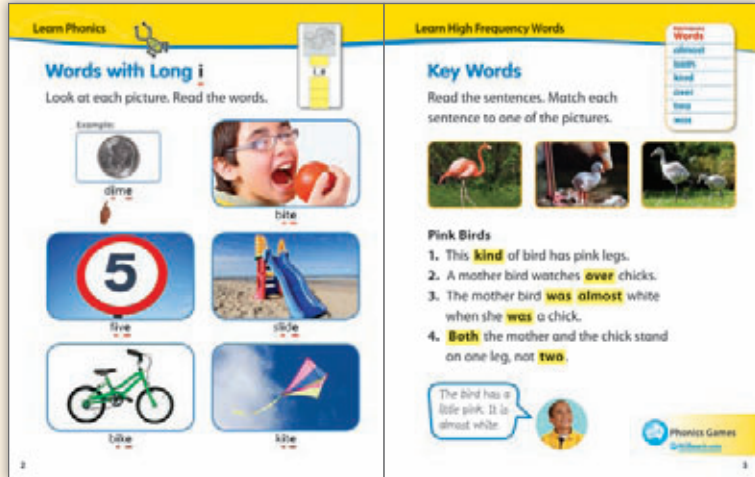 Learn Phonics
Words with Long i
i_e
Look at each picture. Read the words.
Example:
dime
bite
5
five
slide
bike
kite
2
Learn High Frequency Words
Key Words
Read the sentences. Match each
sentence to one of the pictures.
Words
almost
both
kind
over
two
was
Pink Birds
1. This kind of bird has pink legs.
2. A mother bird watches over chicks.
3. The mother bird was almost white
when she was a chick.
4. Both the mother and the chick stand
on one leg, not two.
The bird has a
little pink. It is
almost white.
Phonics Games
3